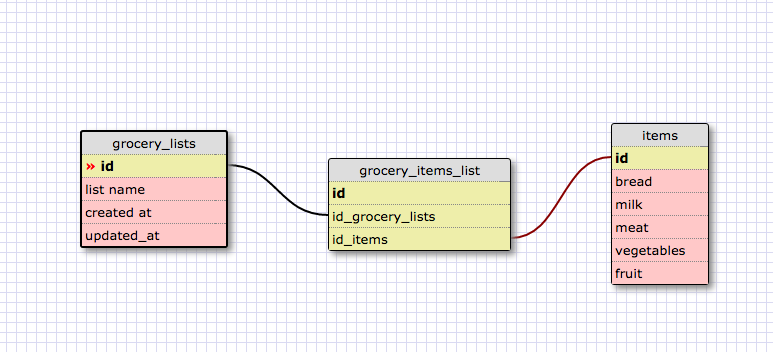 grocery_lists
» id
list name
created at
updated_at
grocery_items_list
id
id_grocery_lists
id_items
items
id
bread
milk
meat
vegetables
fruit